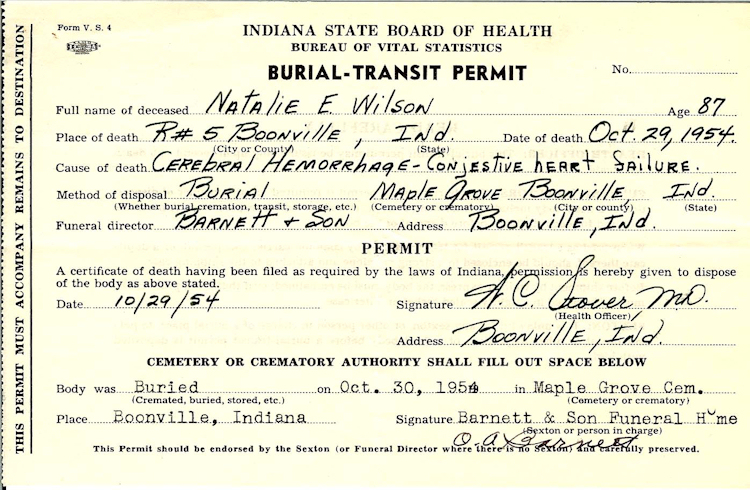 Form V. S. 4
INDIANA STATE BOARD OF HEALTH
BUREAU OF VITAL STATISTICS
BURIAL-TRANSIT PERMIT
No.
Full name of deceased Natalie E. Wilson Age 87
Place of death R# 5 Boonville, Ind. Date of death Oct. 29, 1954.
(City or County) (State)
Cause of death Cerebral Hemorrhage - Conjestive heart failure.
Method of disposal Burial Maple Grove Boonville, Ind
(Whether burial, cremation, transit, storage, etc.) (Cemetery or crematory) (City or county) (State)
Funeral director Barnett + Son Address Boonville, Ind.
PERMIT
A certificate of death having been filed as required by the laws of Indiana, permission is hereby given to dispose
of the body as above stated.
Date 10/29/54 Signature H. C. Stover, M.D.
(Health Officer)
Address Boonville, Ind.
CEMETERY OR CREMATORY AUTHORITY SHALL FILL OUT SPACE BELOW
Body was Buried on Oct. 30, 1954 in Maple Grove Cem.
(Cremated, buried, stored, etc.) (Cemetery or crematory)
Place Boonville, Indiana Signature Barnett & Son Funeral Home
(Sexton or person in charge)
O. A. Barnett
This Permit should be endorsed by the Sexton (or Funeral Director where there is no Sexton) and carefully preserved.
THIS PERMIT MUST ACCOMPANY REMAINS TO DESTINATION